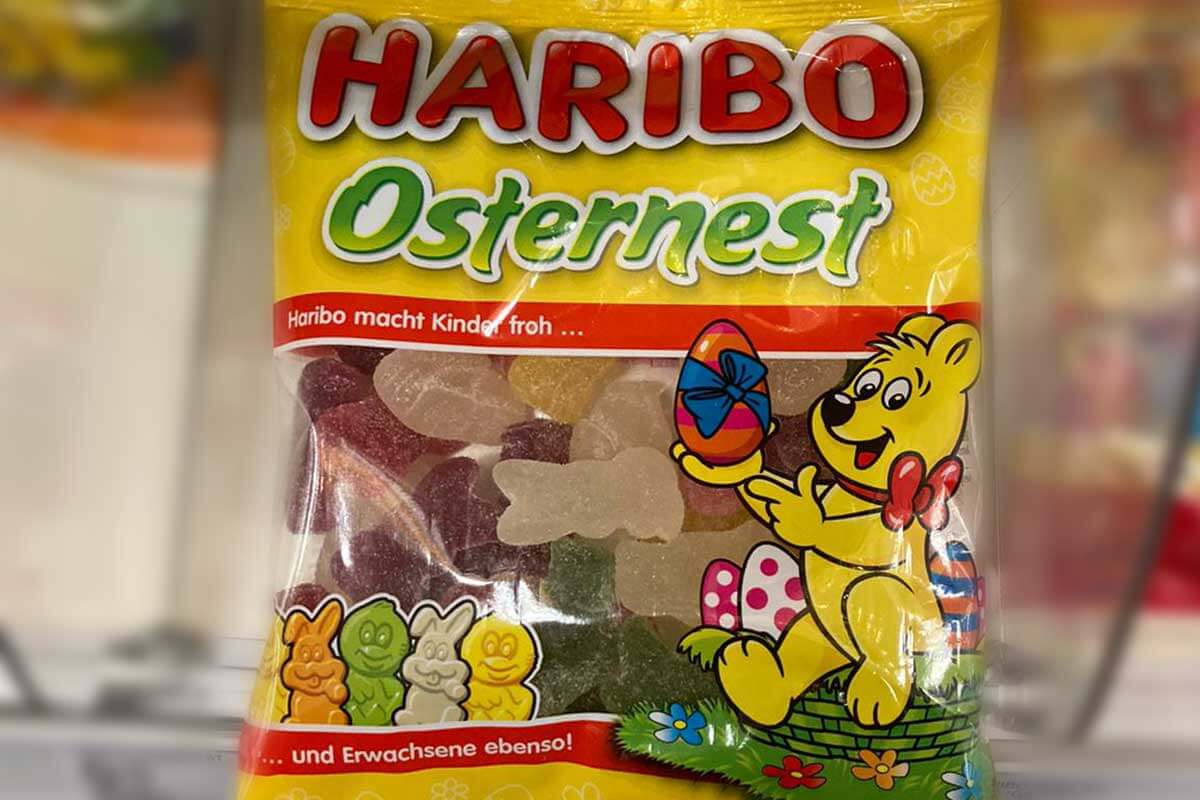 HARIBO
Osternest
Haribo macht Kinder froh ...
... und Erwachsene ebenso!